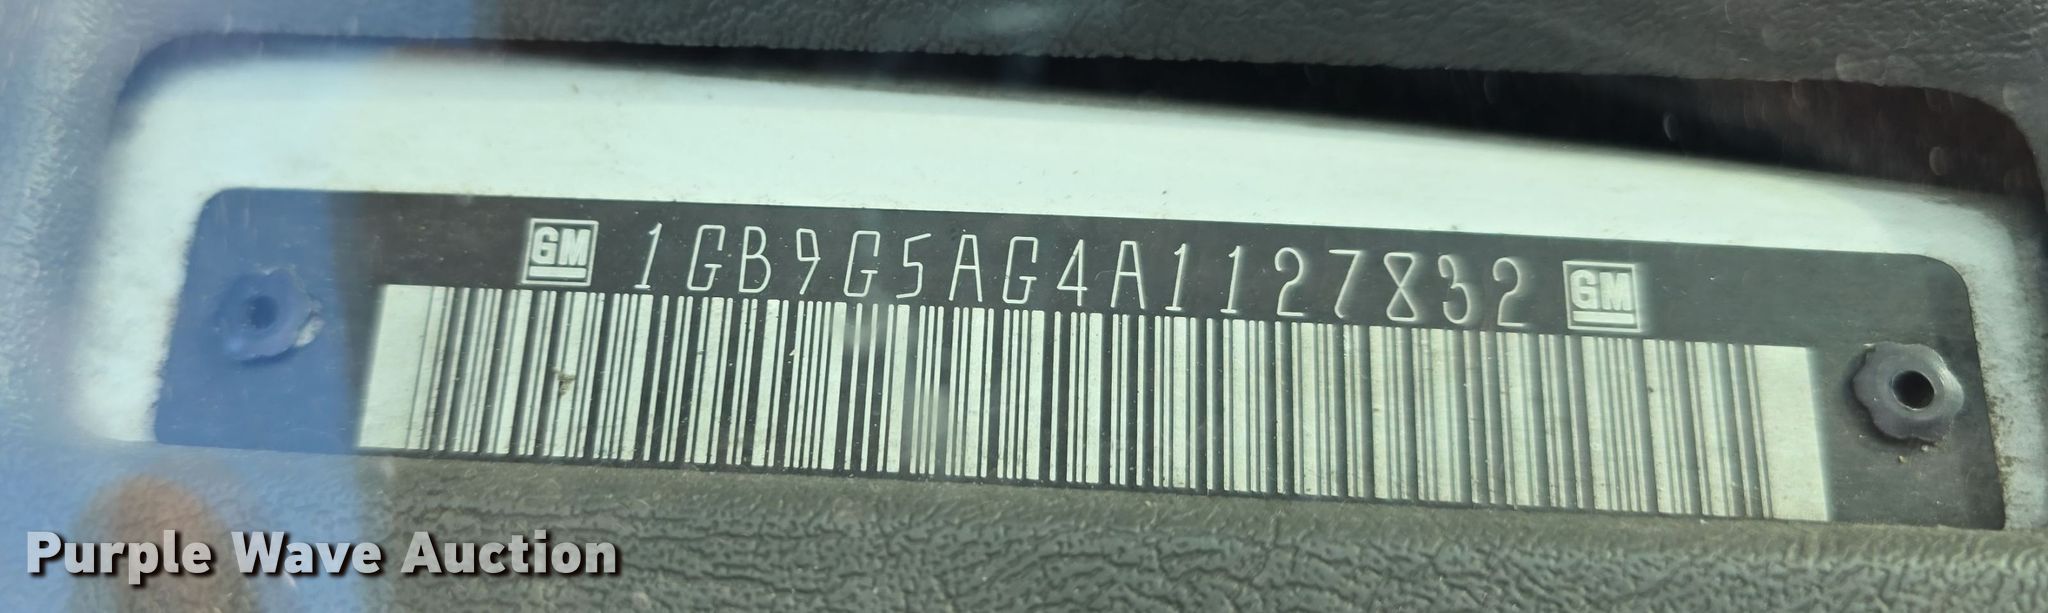 GM 1GB9G5AG4A1127832 GM
Purple Wave Auction